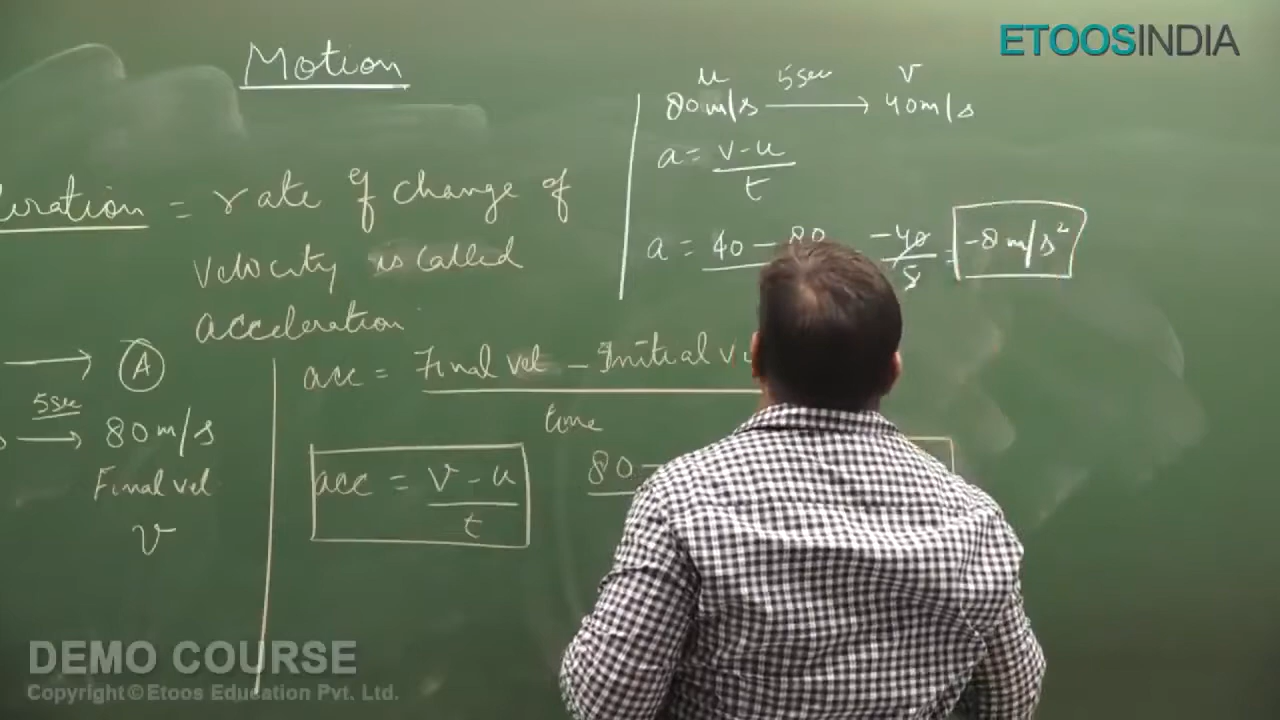 ETOOSINDIA
Motion
eration = rate of change of
velocity is called
acceleration
A
5sec
80m/s
Final vel
v
u 5sec v
80m/s 40m/s
a = v-u
t
a = 40 - 80 -40 = -8 m/s²
5
acc = Final vel - Initial v
time
acc = v - u
t
80 -
DEMO COURSE
Copyright©Etoos Education Pvt. Ltd.